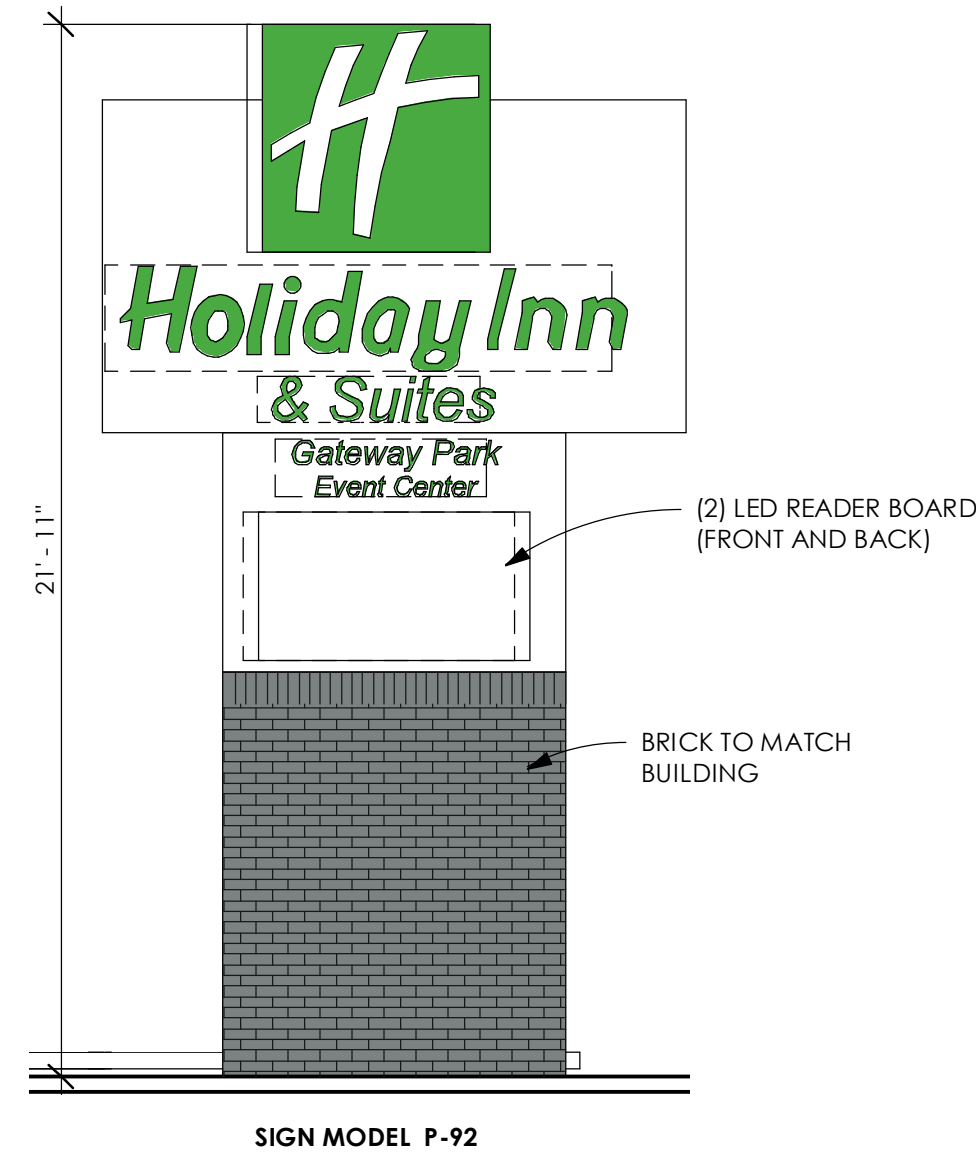 H
Holiday Inn
& Suites
Gateway Park
Event Center
(2) LED READER BOARD
(FRONT AND BACK)
21' - 11"
BRICK TO MATCH
BUILDING
SIGN MODEL P-92